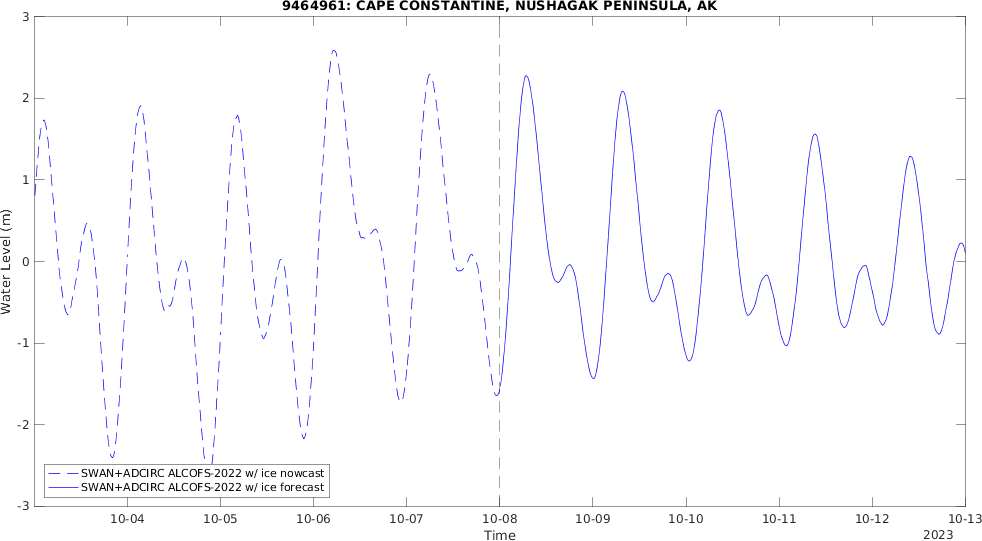 9464961: CAPE CONSTANTINE, NUSHAGAK PENINSULA, AK
3
2
1
0
-1
-2
-3
Water Level (m)
SWAN+ADCIRC ALCOFS-2022 w/ ice nowcast
SWAN+ADCIRC ALCOFS-2022 w/ ice forecast
10-04 10-05 10-06 10-07 10-08 10-09 10-10 10-11 10-12 10-13
Time
2023